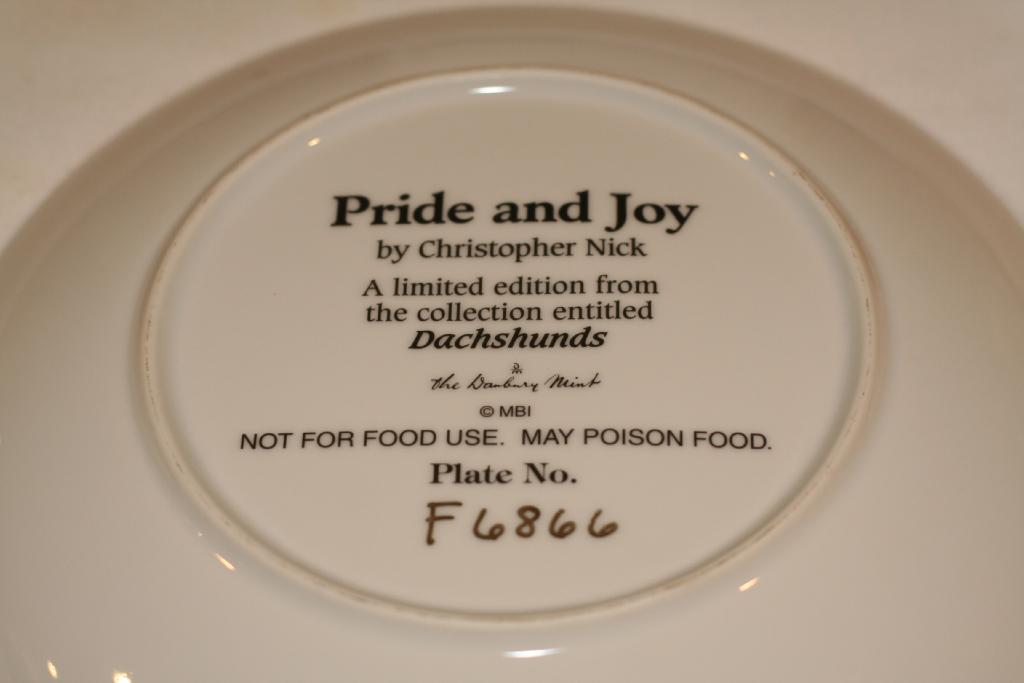 Pride and Joy
by Christopher Nick
A limited edition from
the collection entitled
Dachshunds
the Danbury Mint
© MBI
NOT FOR FOOD USE. MAY POISON FOOD.
Plate No.
F6866